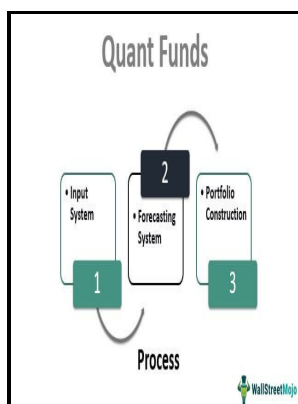 Quant Funds
2
• Input
System
• Forecasting
System
• Portfolio
Construction
1
3
Process
WallStreetMojo